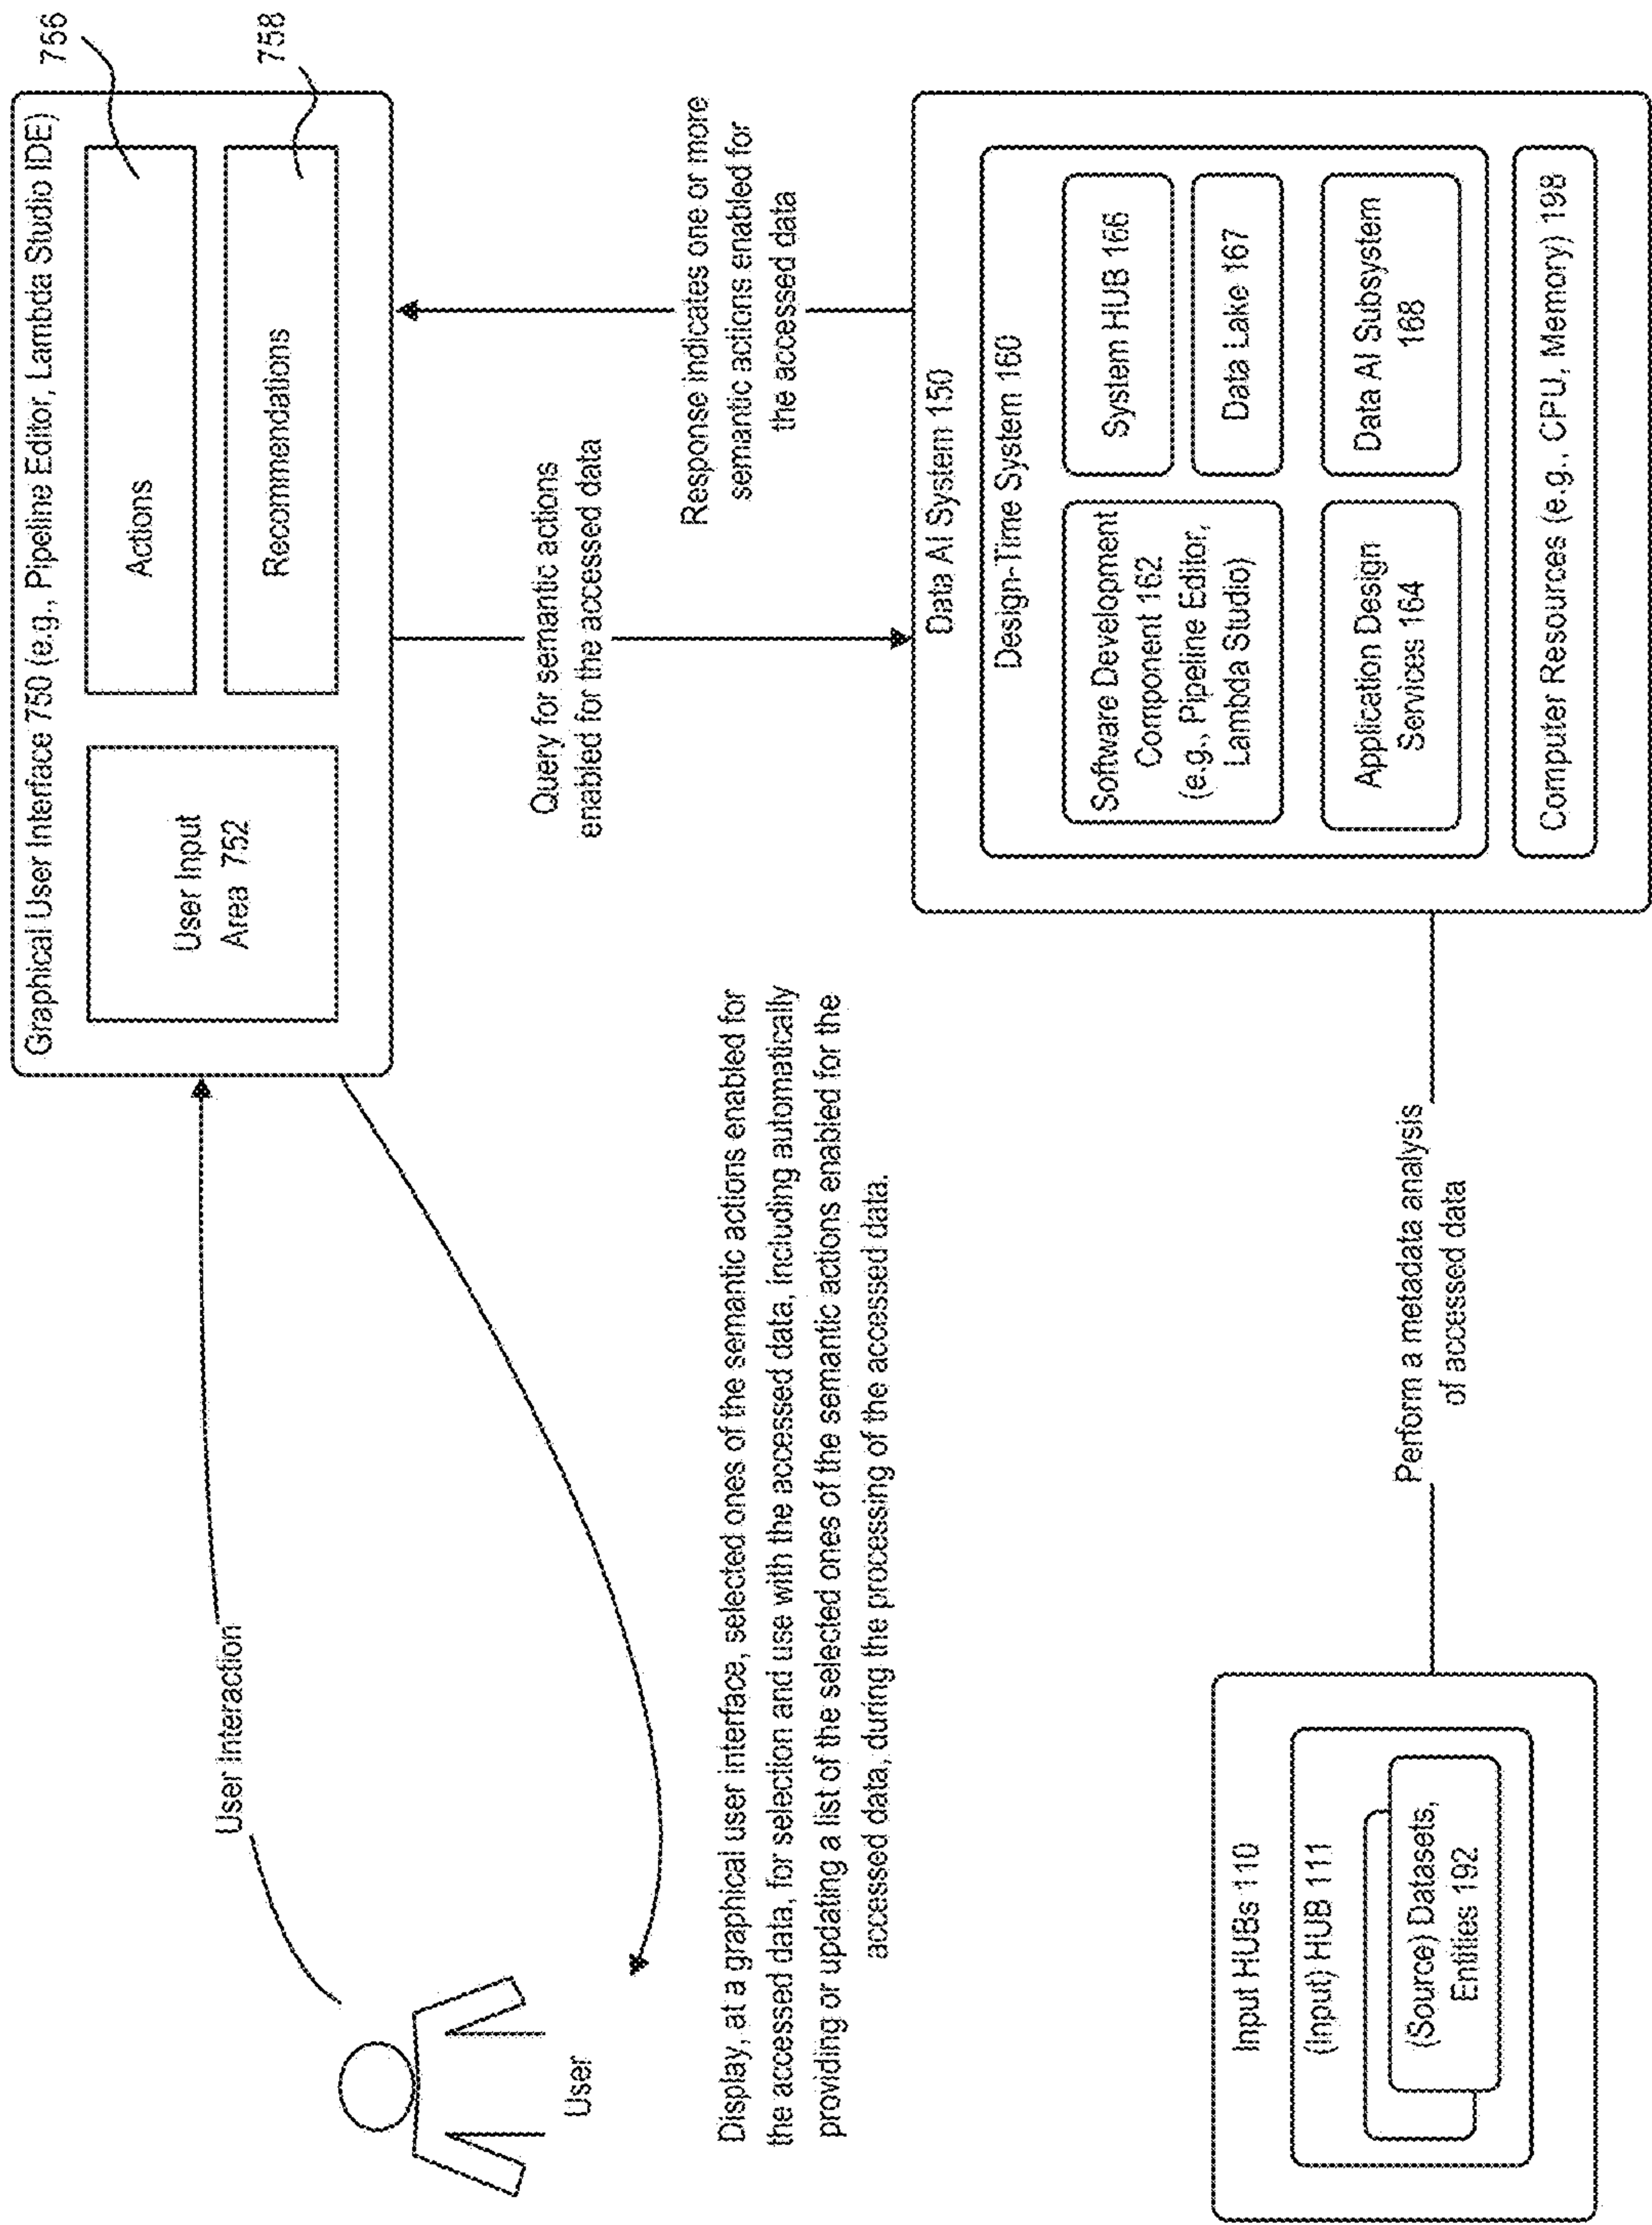 Graphical User Interface 750 (e.g., Pipeline Editor, Lambda Studio IDE)
User Input
Area 752
Actions
Recommendations
756
758
User Interaction
User
Query for semantic actions
enabled for the accessed data
Response indicates one or more
semantic actions enabled for
the accessed data
Display, at a graphical user interface, selected ones of the semantic actions enabled for
the accessed data, for selection and use with the accessed data, including automatically
providing or updating a list of the selected ones of the semantic actions enabled for the
accessed data, during the processing of the accessed data.
Data AI System 150
Design-Time System 160
Software Development
Component 162
(e.g., Pipeline Editor,
Lambda Studio)
System HUB 166
Data Lake 167
Application Design
Services 164
Data AI Subsystem
168
Computer Resources (e.g., CPU, Memory) 198
Input HUBs 110
(Input) HUB 111
(Source) Datasets,
Entities 192
Perform a metadata analysis
of accessed data